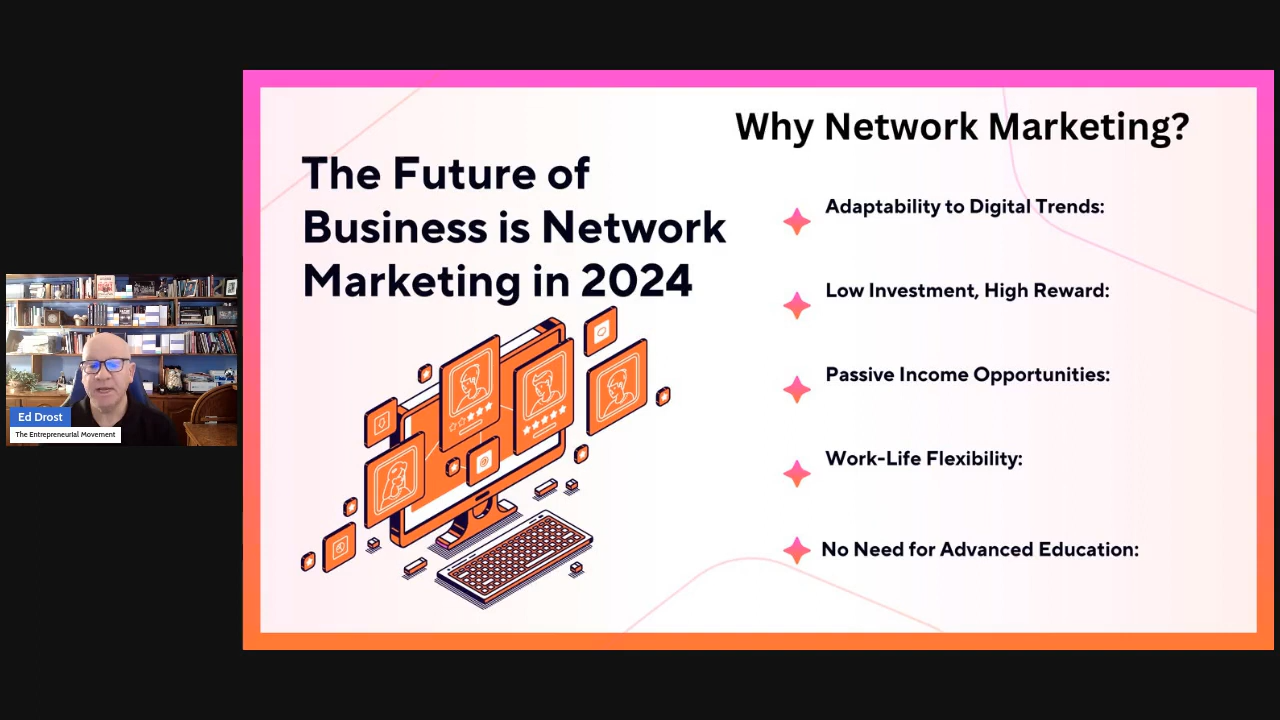 Why Network Marketing?
The Future of
Business is Network
Marketing in 2024
Adaptability to Digital Trends:
Low Investment, High Reward:
Passive Income Opportunities:
Work-Life Flexibility:
No Need for Advanced Education:
Ed Drost
The Entrepreneurial Movement